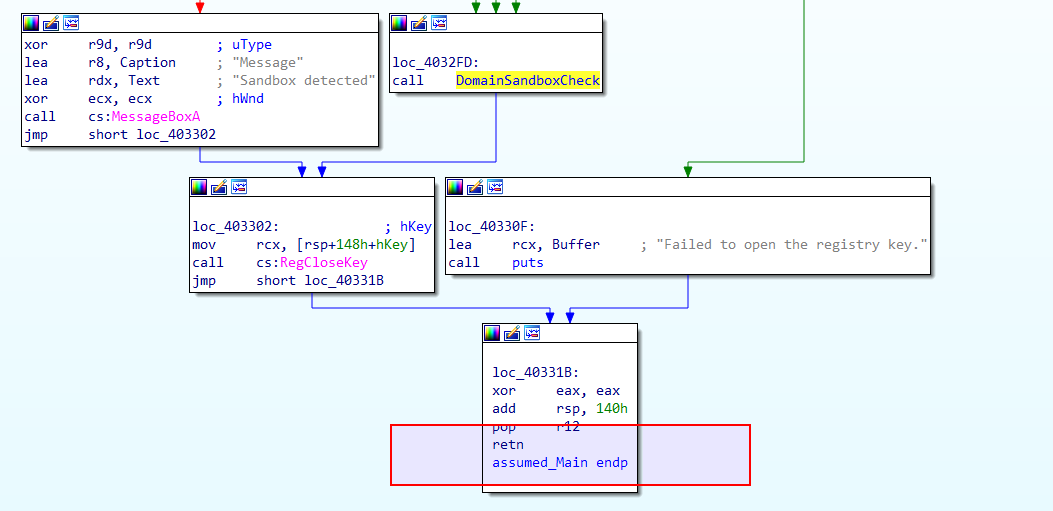 xor r9d, r9d ; uType
lea r8, Caption ; "Message"
lea rdx, Text ; "Sandbox detected"
xor ecx, ecx ; hWnd
call cs:MessageBoxA
jmp short loc_403302
loc_4032FD:
call DomainSandboxCheck
loc_403302: ; hKey
mov rcx, [rsp+148h+hKey]
call cs:RegCloseKey
jmp short loc_40331B
loc_40330F:
lea rcx, Buffer ; "Failed to open the registry key."
call puts
loc_40331B:
xor eax, eax
add rsp, 140h
pop r12
retn
assumed_Main endp